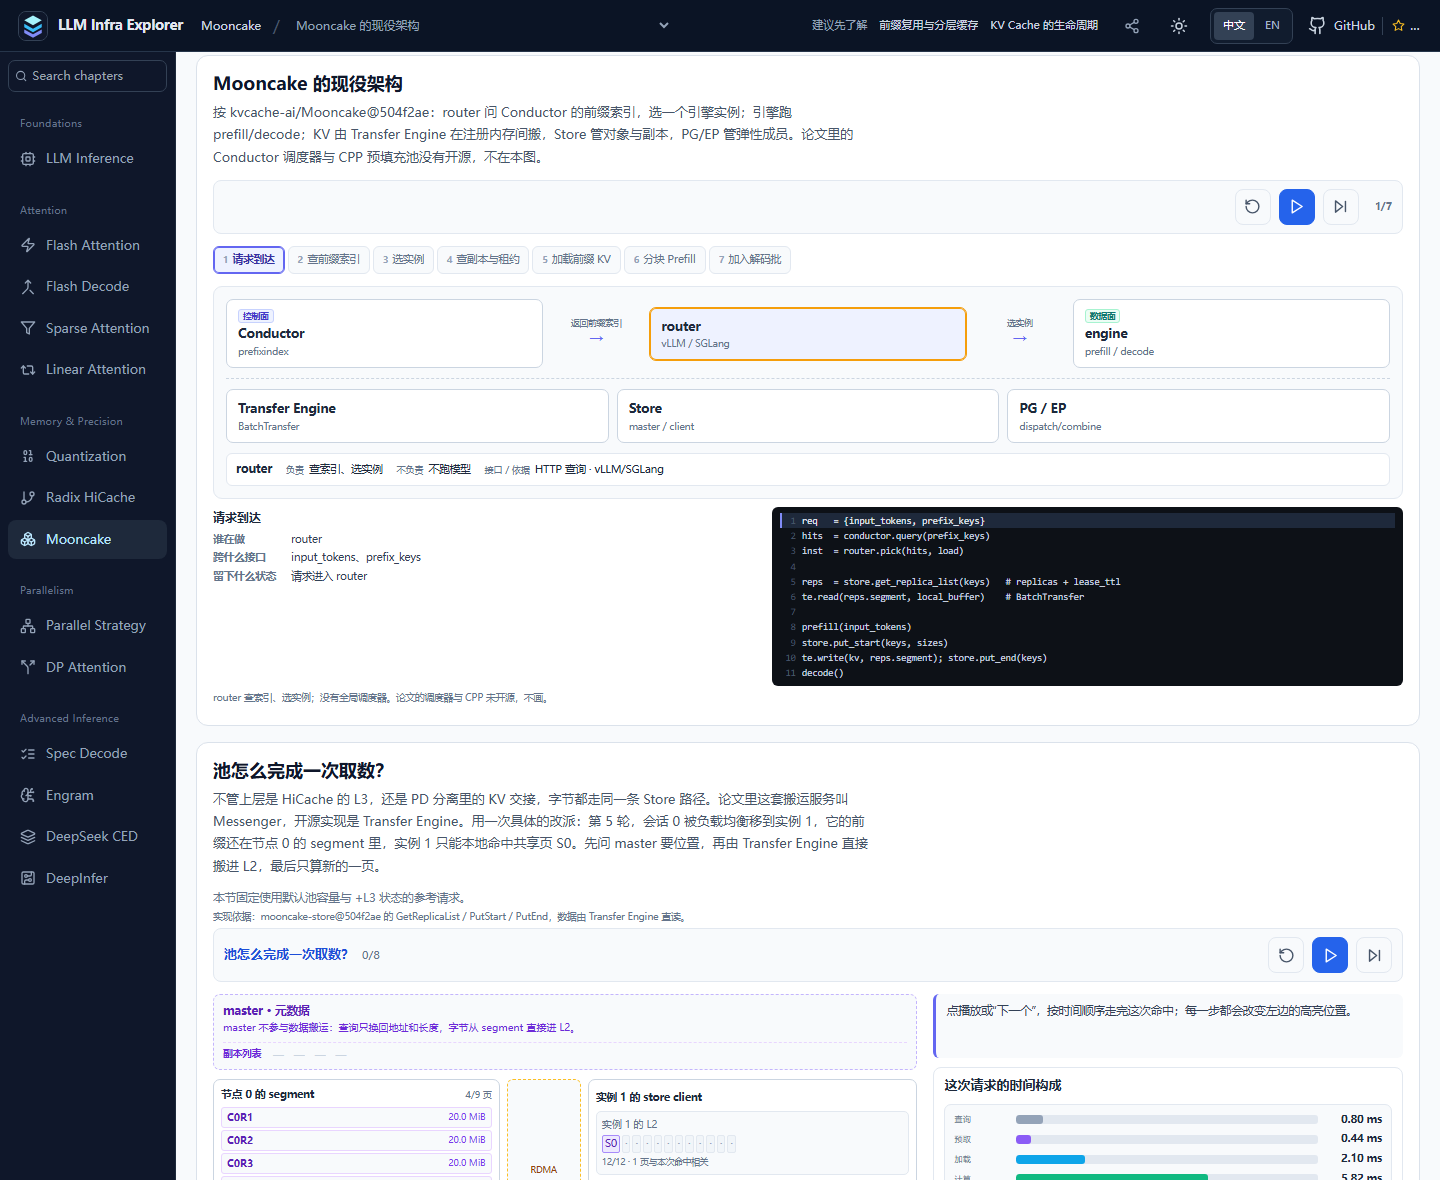 LLM Infra Explorer
Mooncake / Mooncake 的现役架构
建议先了解 前缀复用与分层缓存 KV Cache 的生命周期
中文 EN
GitHub
...
Search chapters
Foundations
LLM Inference
Attention
Flash Attention
Flash Decode
Sparse Attention
Linear Attention
Memory & Precision
Quantization
Radix HiCache
Mooncake
Parallelism
Parallel Strategy
DP Attention
Advanced Inference
Spec Decode
Engram
DeepSeek CED
DeepInfer
Mooncake 的现役架构
按 kvcache-ai/Mooncake@504f2ae：router 问 Conductor 的前缀索引，选一个引擎实例；引擎跑
prefill/decode；KV 由 Transfer Engine 在注册内存间搬，Store 管对象与副本，PG/EP 管弹性成员。论文里的
Conductor 调度器与 CPP 预填充池没有开源，不在本图。
1/7
1 请求到达
2 查前缀索引
3 选实例
4 查副本与租约
5 加载前缀 KV
6 分块 Prefill
7 加入解码批
控制面
Conductor
prefixindex
返回前缀索引
→
router
vLLM / SGLang
选实例
→
数据面
engine
prefill / decode
Transfer Engine
BatchTransfer
Store
master / client
PG / EP
dispatch/combine
router 负责 查索引、选实例 不负责 不跑模型 接口 / 依据 HTTP 查询 · vLLM/SGLang
请求到达
谁在做 router
跨什么接口 input_tokens、prefix_keys
留下什么状态 请求进入 router
1 req = {input_tokens, prefix_keys}
2 hits = conductor.query(prefix_keys)
3 inst = router.pick(hits, load)
4
5 reps = store.get_replica_list(keys) # replicas + lease_ttl
6 te.read(reps.segment, local_buffer) # BatchTransfer
7
8 prefill(input_tokens)
9 store.put_start(keys, sizes)
10 te.write(kv, reps.segment); store.put_end(keys)
11 decode()
router 查索引、选实例；没有全局调度器。论文的调度器与 CPP 未开源，不画。
池怎么完成一次取数？
不管上层是 HiCache 的 L3，还是 PD 分离里的 KV 交接，字节都走同一条 Store 路径。论文里这套搬运服务叫
Messenger，开源实现是 Transfer Engine。用一次具体的改派：第 5 轮，会话 0 被负载均衡移到实例 1，它的前
缀还在节点 0 的 segment 里，实例 1 只能本地命中共享页 S0。先问 master 要位置，再由 Transfer Engine 直接
搬进 L2，最后只算新的一页。
本节固定使用默认池容量与 +L3 状态的参考请求。
实现依据：mooncake-store@504f2ae 的 GetReplicaList / PutStart / PutEnd，数据由 Transfer Engine 直读。
池怎么完成一次取数？ 0/8
master · 元数据
master 不参与数据搬运：查询只换回地址和长度，字节从 segment 直接进 L2。
副本列表 — — — —
点播放或“下一个”，按时间顺序走完这次命中；每一步都会改变左边的高亮位置。
节点 0 的 segment 4/9 页
C0R1 20.0 MiB
C0R2 20.0 MiB
C0R3 20.0 MiB
RDMA
实例 1 的 store client
实例 1 的 L2
S0 · · · · · · · · · · ·
12/12 · 1 页与本次命中相关
这次请求的时间构成
查询 0.80 ms
预取 0.44 ms
加载 2.10 ms
计算 5.82 ms